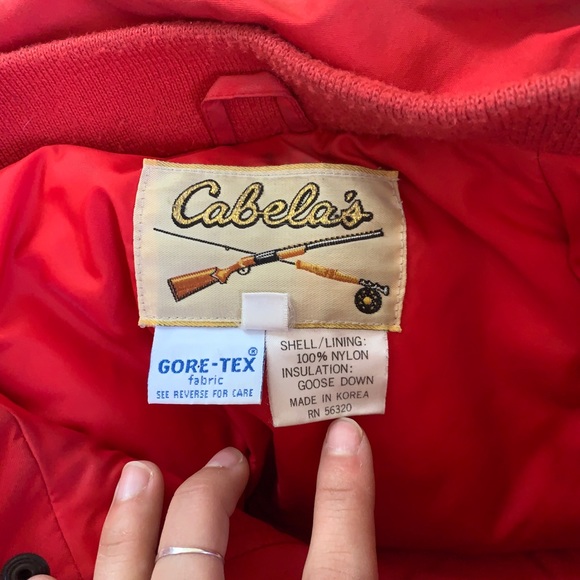 Cabela's
GORE-TEX®
fabric
SEE REVERSE FOR CARE
SHELL/LINING:
100% NYLON
INSULATION:
GOOSE DOWN
MADE IN KOREA
RN 56320